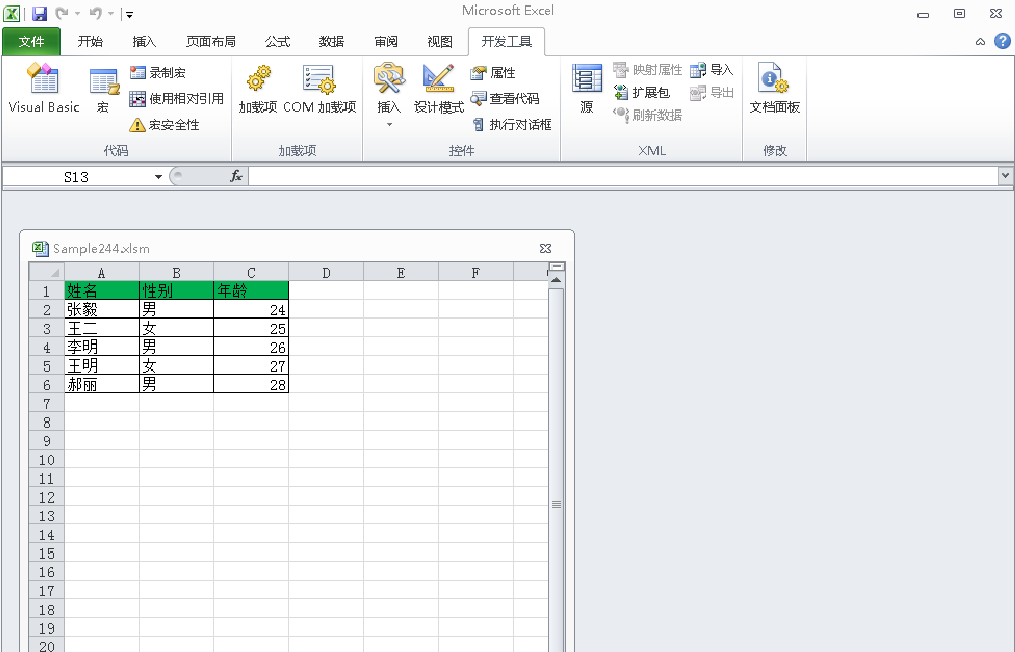 Microsoft Excel
文件 开始 插入 页面布局 公式 数据 审阅 视图 开发工具
Visual Basic 宏 录制宏 使用相对引用 宏安全性
代码
加载项 COM 加载项
加载项
插入 设计模式 属性 查看代码 执行对话框
控件
源 映射属性 扩展包 刷新数据 导入 导出
XML
文档面板
修改
S13 fx
Sample244.xlsm
A B C D E F
1 姓名 性别 年龄
2 张毅 男 24
3 王二 女 25
4 李明 男 26
5 王明 女 27
6 郝丽 男 28
7
8
9
10
11
12
13
14
15
16
17
18
19
20